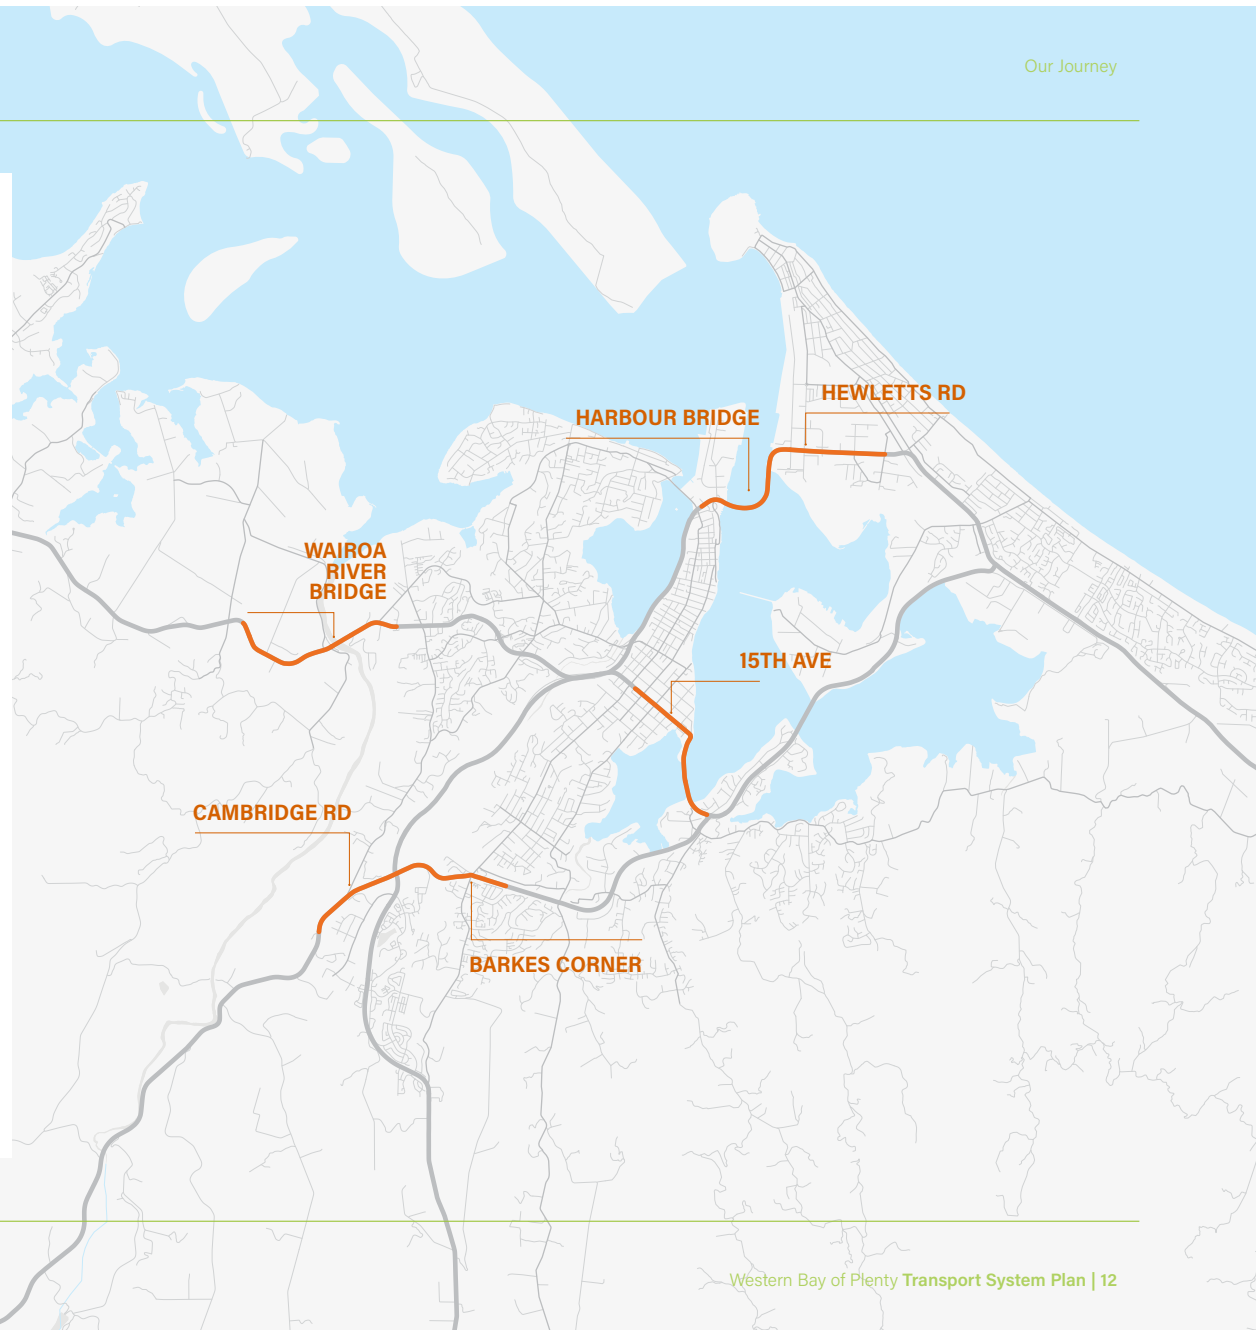 Our Journey
HEWLETTS RD
HARBOUR BRIDGE
WAIROA
RIVER
BRIDGE
15TH AVE
CAMBRIDGE RD
BARKES CORNER
Western Bay of Plenty Transport System Plan | 12